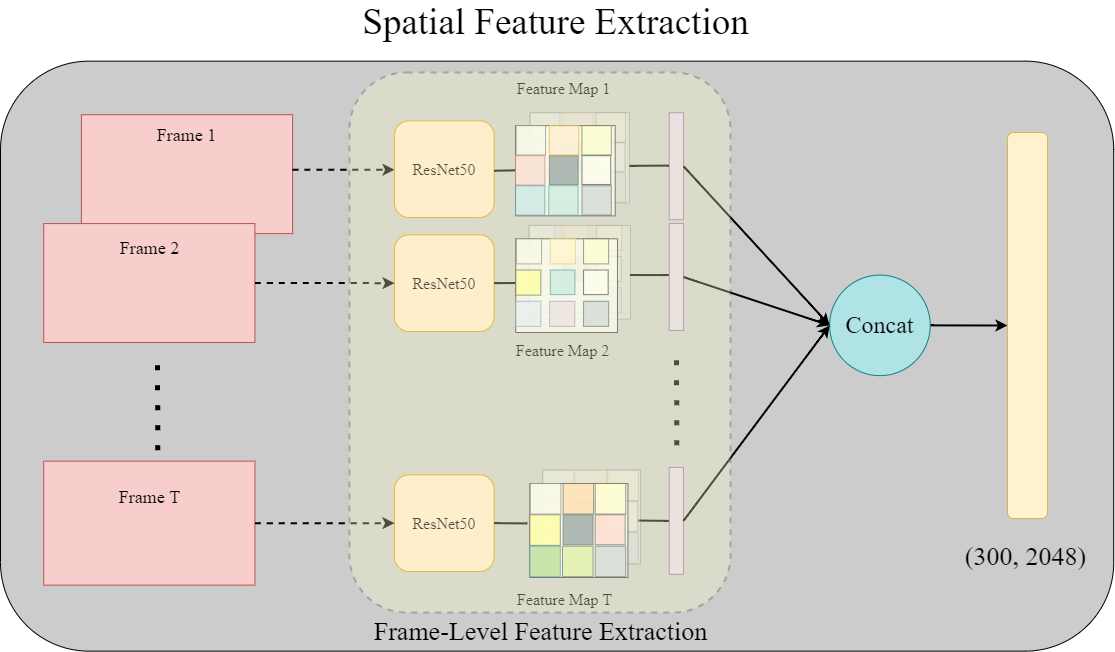 Spatial Feature Extraction
Feature Map 1
Frame 1
ResNet50
Frame 2
ResNet50
Feature Map 2
Concat
Frame T
ResNet50
(300, 2048)
Feature Map T
Frame-Level Feature Extraction